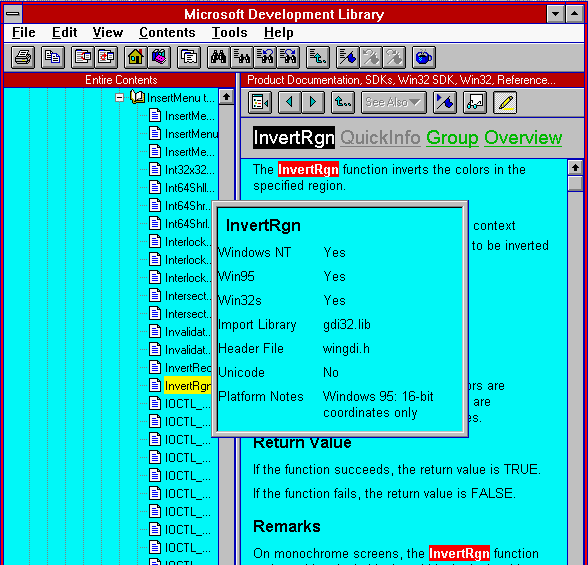 Microsoft Development Library
File Edit View Contents Tools Help
Entire Contents
InsertMenu t...
InsertMe...
InsertMenu
InsertMe...
Int32x32...
Int64Shll...
Int64Shr...
Int64Shrl...
Interlock...
Interlock...
Interlock...
Intersect...
Intersect...
Invalidat...
Invalidat...
InvertRec
InvertRgn
IOCTL_...
IOCTL_...
IOCTL_...
IOCTL_...
IOCTL_...
IOCTL_...
IOCTL_...
IOCTL_...
IOCTL_...
IOCTL_...
Product Documentation, SDKs, Win32 SDK, Win32, Reference...
See Also
InvertRgn QuickInfo Group Overview
The InvertRgn function inverts the colors in the
specified region.
context
to be inverted
InvertRgn
Windows NT Yes
Win95 Yes
Win32s Yes
Import Library gdi32.lib
Header File wingdi.h
Unicode No
Platform Notes Windows 95: 16-bit
coordinates only
are
are
Return Value
If the function succeeds, the return value is TRUE.
If the function fails, the return value is FALSE.
Remarks
On monochrome screens, the InvertRgn function